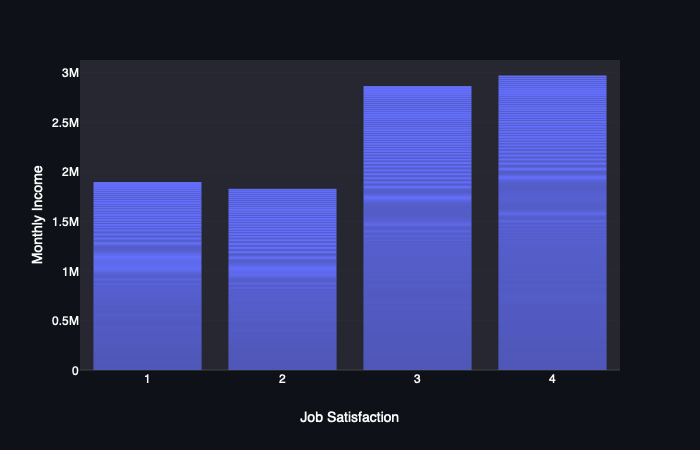 3M
2.5M
2M
1.5M
1M
0.5M
0
Monthly Income
1 2 3 4
Job Satisfaction